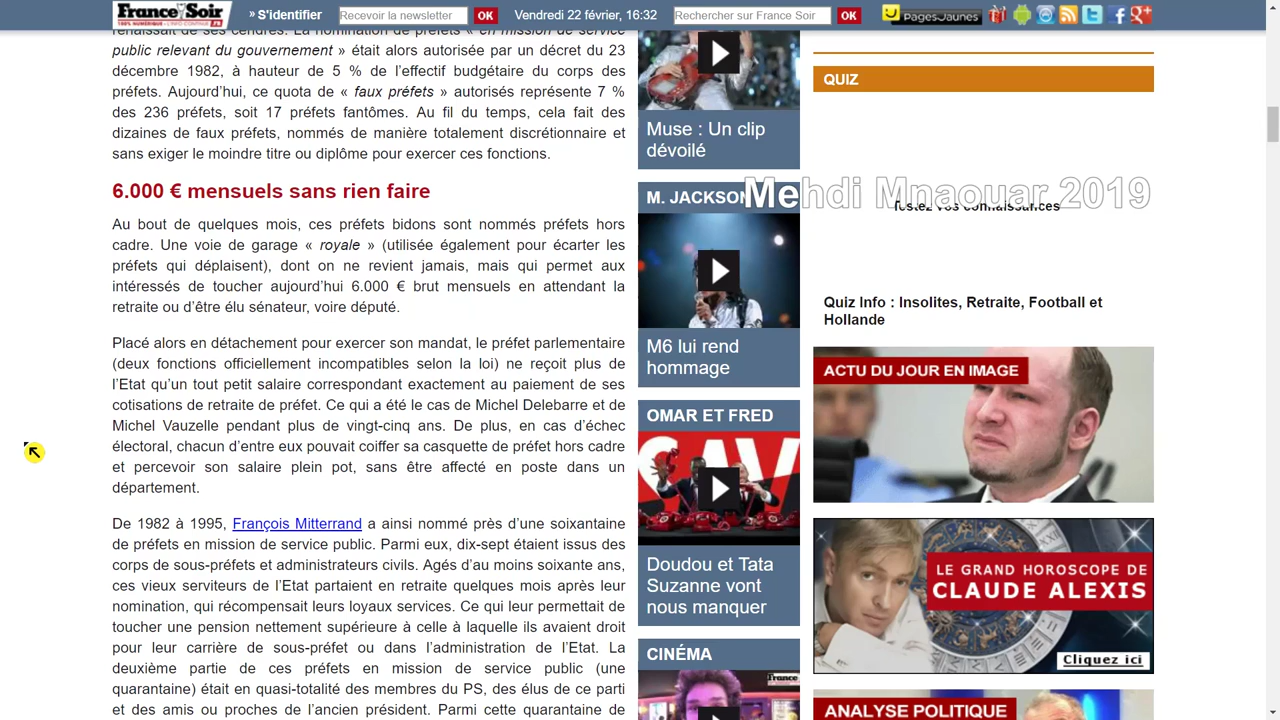 France Soir
100% NUMÉRIQUE
» S'identifier
Recevoir la newsletter
OK
Vendredi
16:32
Rechercher sur France Soir
OK
PagesJaunes
renaissait de ses cendres. La nomination de préfets « en mission de service
public relevant du gouvernement » était alors autorisée par un décret du 23
décembre 1982, à hauteur de 5 % de l'effectif budgétaire du corps des
préfets. Aujourd'hui, ce quota de « faux préfets » autorisés représente 7 %
des 236 préfets, soit 17 préfets fantômes. Au fil du temps, cela fait des
dizaines de faux préfets, nommés de manière totalement discrétionnaire et
sans exiger le moindre titre ou diplôme pour exercer ces fonctions.
6.000 € mensuels sans rien faire
Au bout de quelques mois, ces préfets bidons sont nommés préfets hors
cadre. Une voie de garage « royale » (utilisée également pour écarter les
préfets qui déplaisent), dont on ne revient jamais, mais qui permet aux
intéressés de toucher aujourd'hui 6.000 € brut mensuels en attendant la
retraite ou d'être élu sénateur, voire député.
Placé alors en détachement pour exercer son mandat, le préfet parlementaire
(deux fonctions officiellement incompatibles selon la loi) ne reçoit plus de
l'Etat qu'un tout petit salaire correspondant exactement au paiement de ses
cotisations de retraite de préfet. Ce qui a été le cas de Michel Delebarre et de
Michel Vauzelle pendant plus de vingt-cinq ans. De plus, en cas d'échec
électoral, chacun d'entre eux pouvait coiffer sa casquette de préfet hors cadre
et percevoir son salaire plein pot, sans être affecté en poste dans un
département.
De 1982 à 1995, François Mitterrand a ainsi nommé près d'une soixantaine
de préfets en mission de service public. Parmi eux, dix-sept étaient issus des
corps de sous-préfets et administrateurs civils. Agés d'au moins soixante ans,
ces vieux serviteurs de l'Etat partaient en retraite quelques mois après leur
nomination, qui récompensait leurs loyaux services. Ce qui leur permettait de
toucher une pension nettement supérieure à celle à laquelle ils avaient droit
pour leur carrière de sous-préfet ou dans l'administration de l'Etat. La
deuxième partie de ces préfets en mission de service public (une
quarantaine) était en quasi-totalité des membres du PS, des élus de ce parti
et des amis ou proches de l'ancien président. Parmi cette quarantaine de
Muse : Un clip
dévoilé
M. JACKSON
M6 lui rend
hommage
OMAR ET FRED
SAV
Doudou et Tata
Suzanne vont
nous manquer
CINÉMA
France Soir
QUIZ
Mehdi Mnaouar 2019
Testez vos connaissances
Quiz Info : Insolites, Retraite, Football et
Hollande
ACTU DU JOUR EN IMAGE
LE GRAND HOROSCOPE DE
CLAUDE ALEXIS
Cliquez ici
ANALYSE POLITIQUE